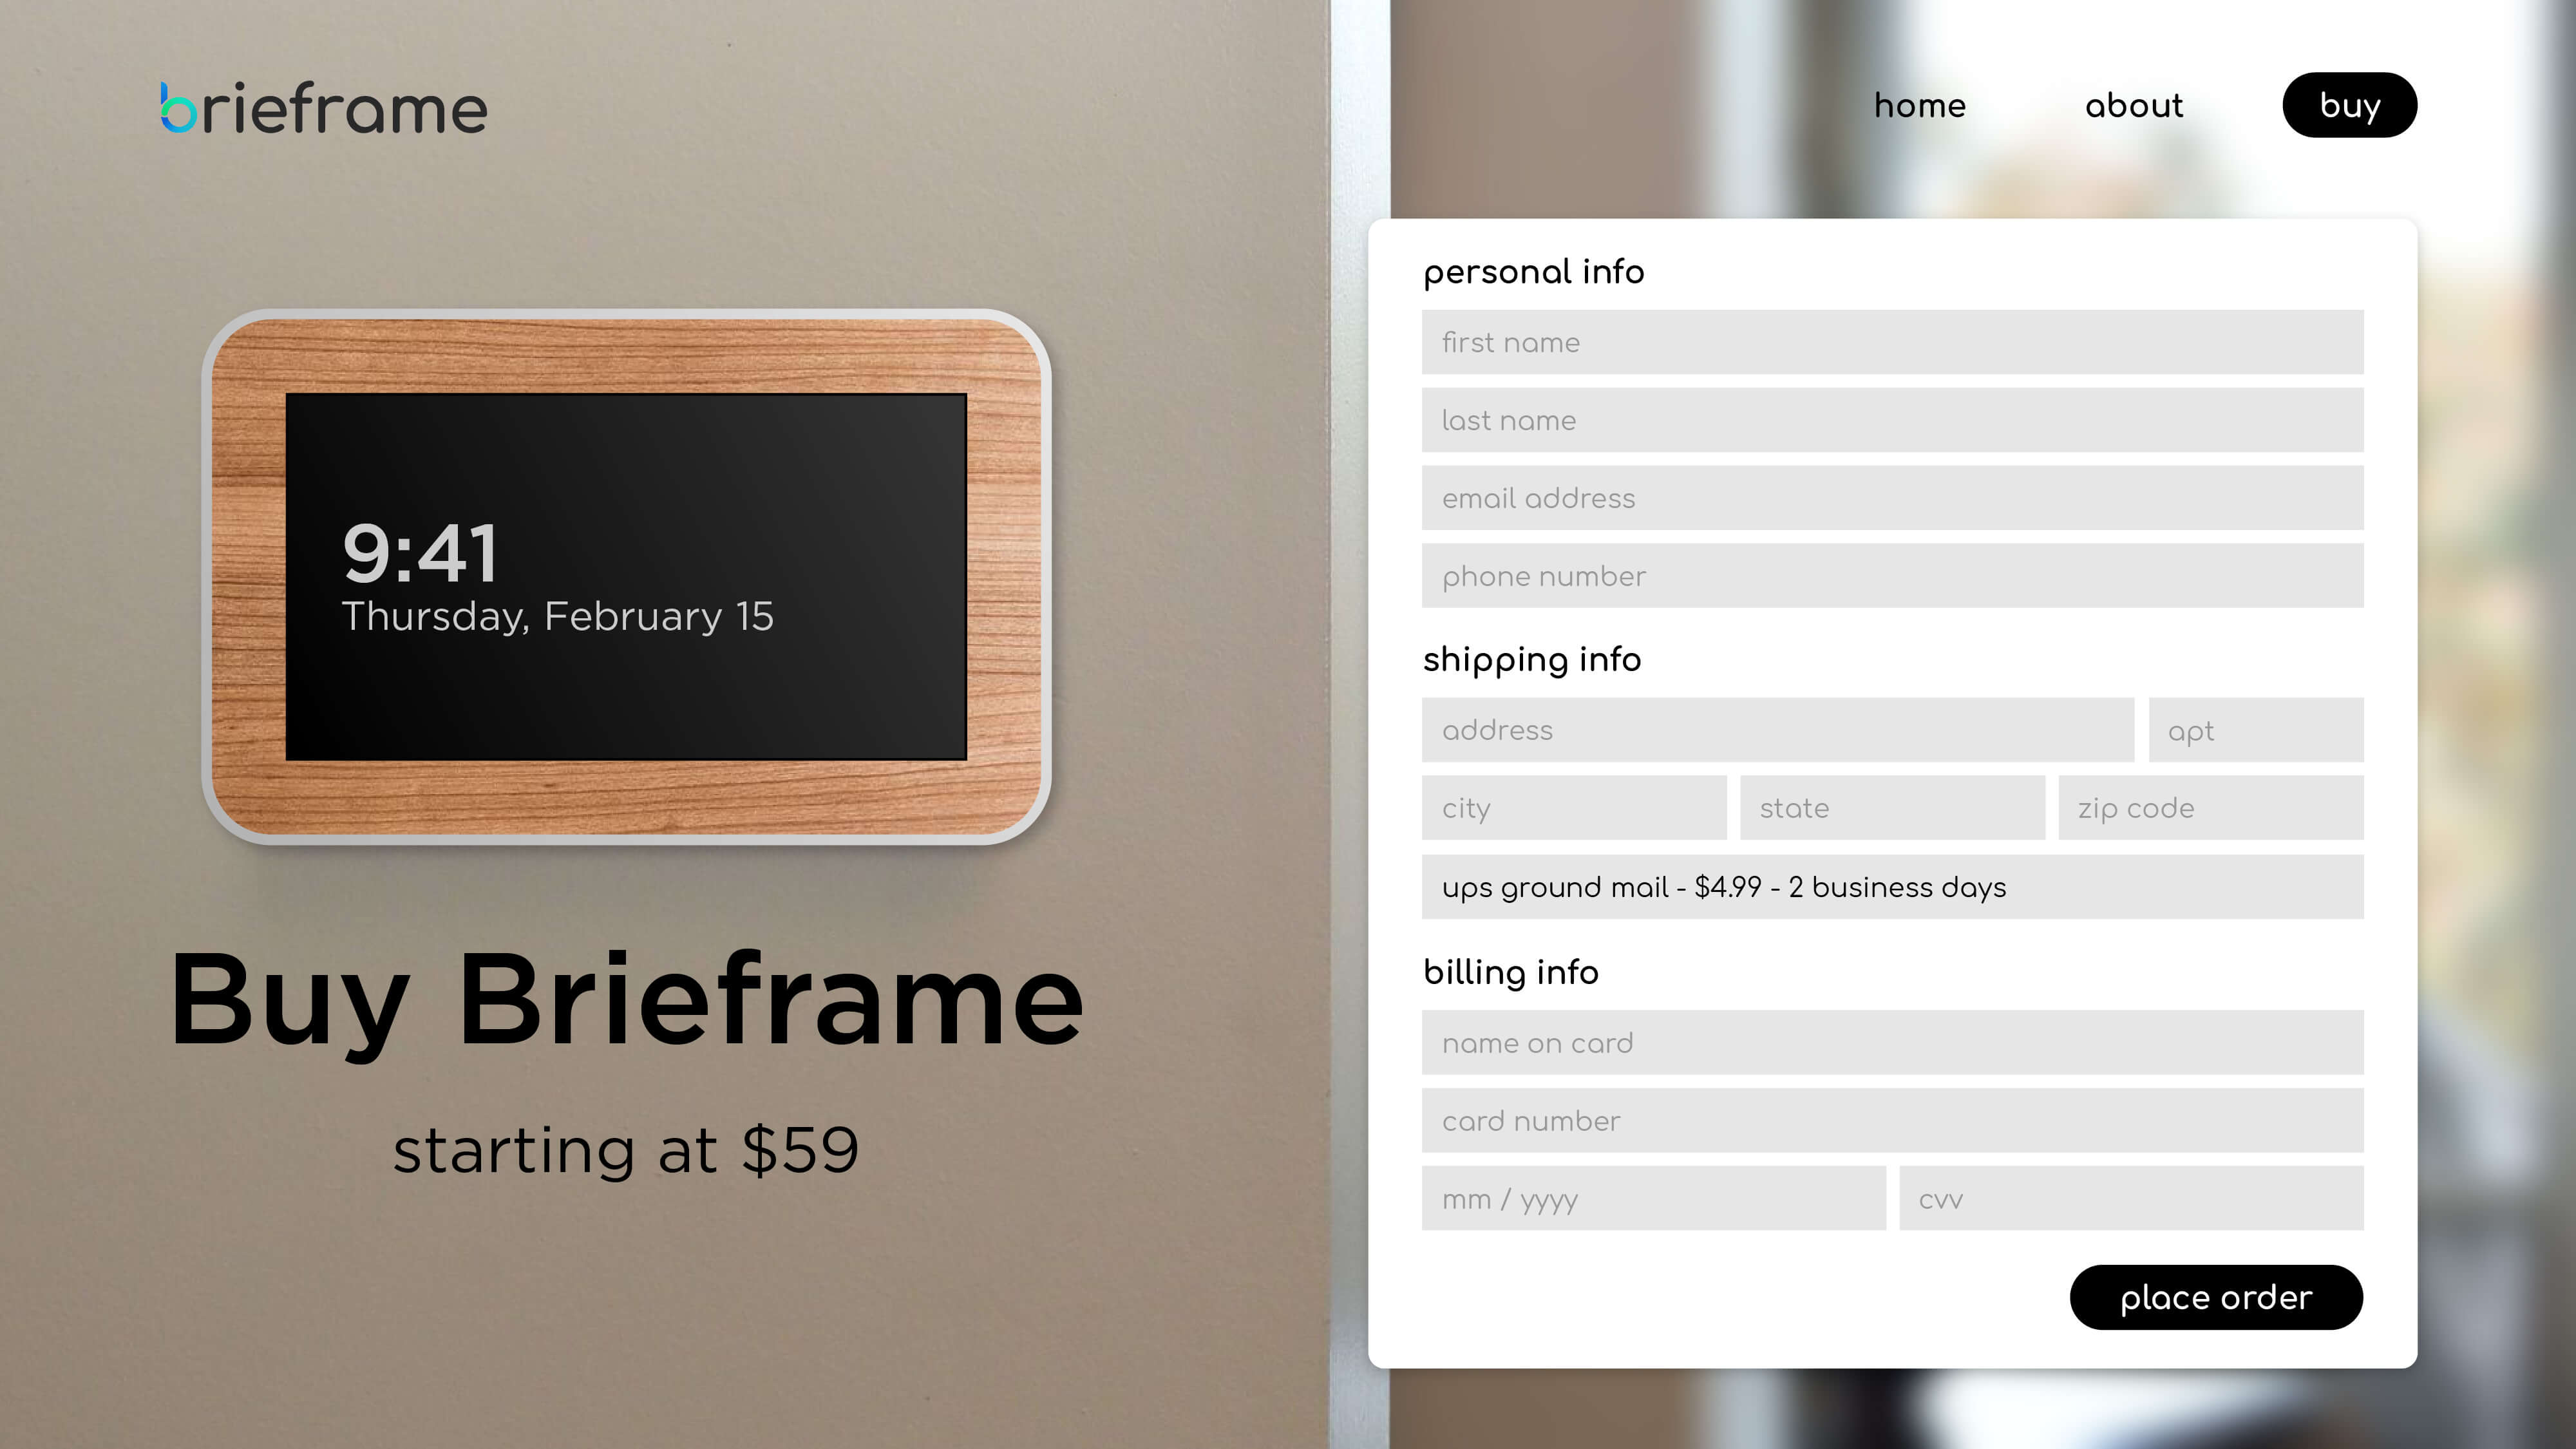 brieframe
home about buy
9:41
Thursday, February 15
Buy Brieframe
starting at $59
personal info
first name
last name
email address
phone number
shipping info
address apt
city state zip code
ups ground mail - $4.99 - 2 business days
billing info
name on card
card number
mm / yyyy cvv
place order